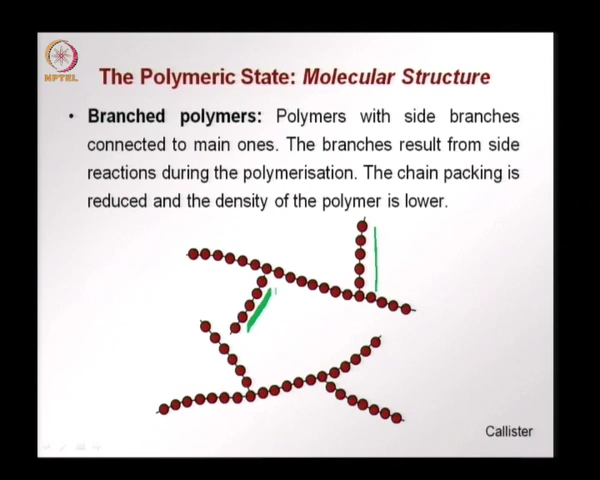 NPTEL
The Polymeric State: Molecular Structure
• Branched polymers: Polymers with side branches
connected to main ones. The branches result from side
reactions during the polymerisation. The chain packing is
reduced and the density of the polymer is lower.
Callister